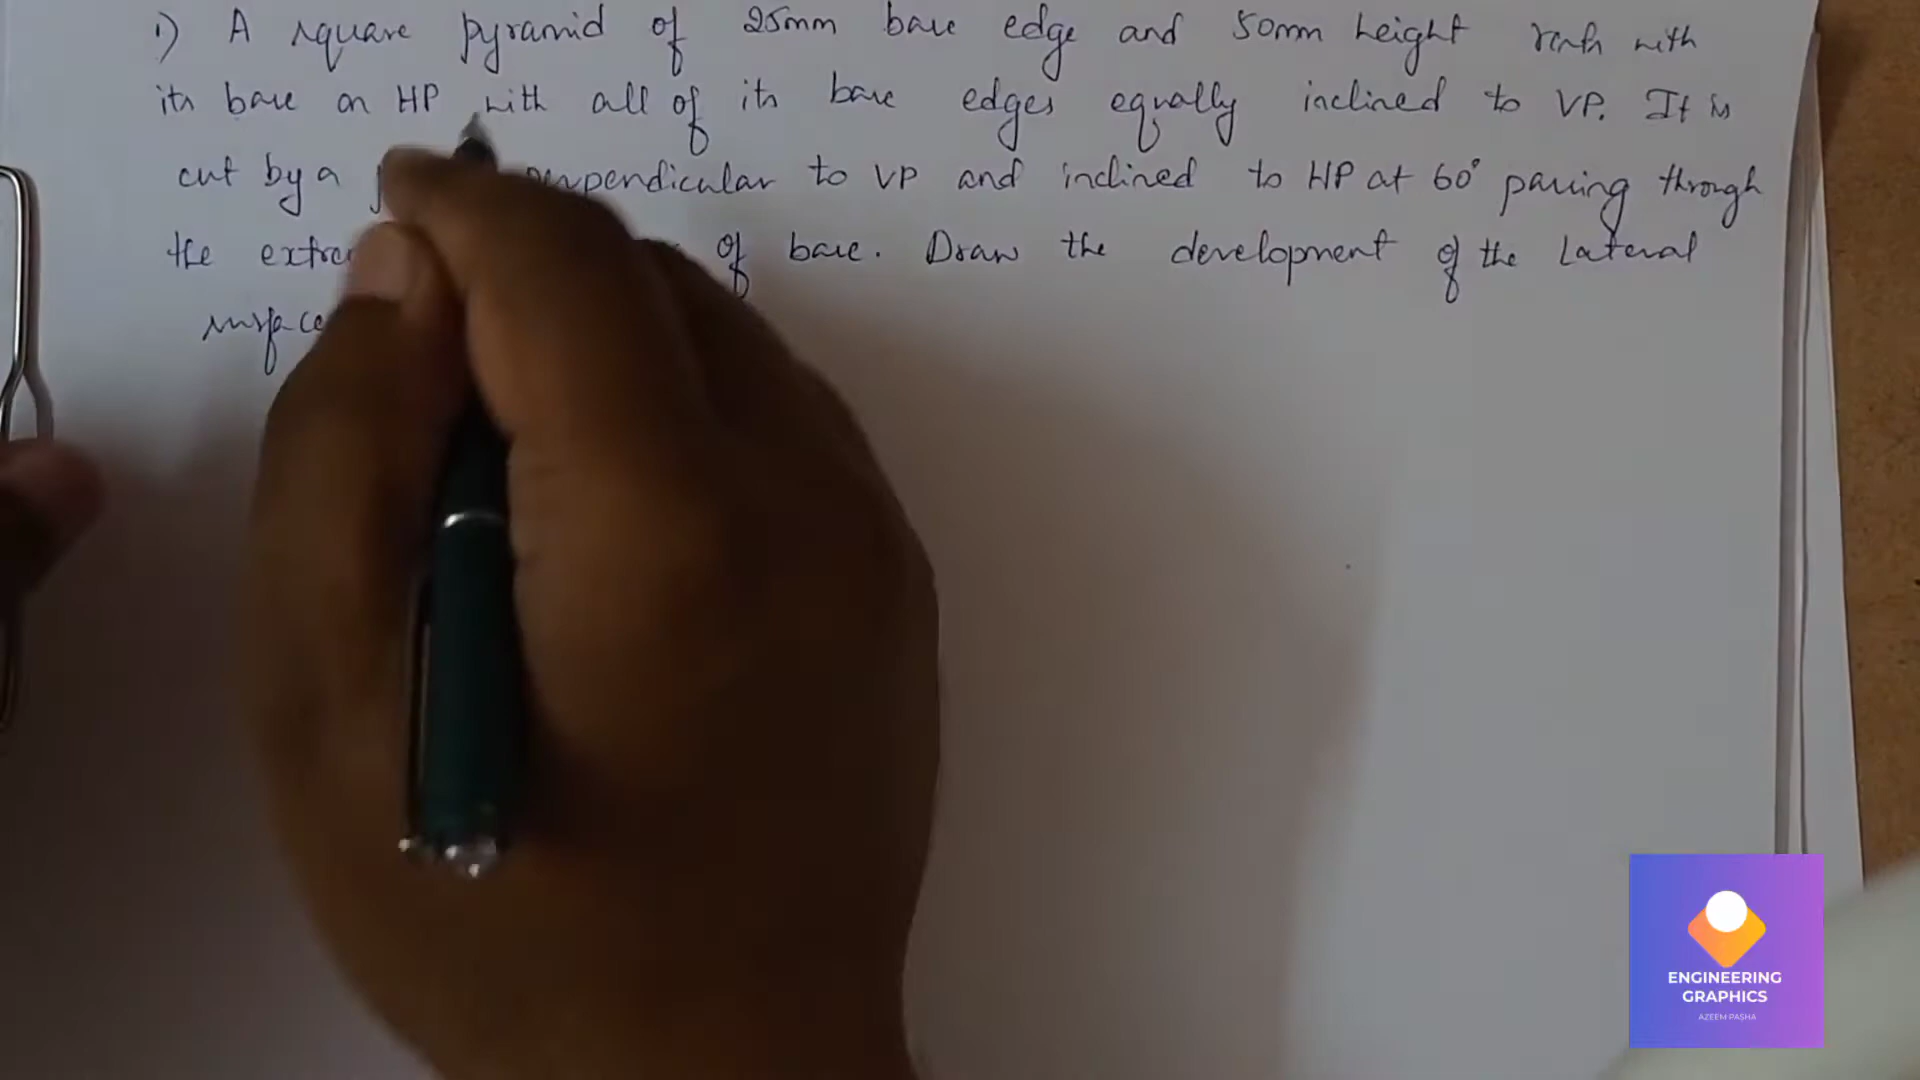 1) A square pyramid of 25mm base edge and 50mm height rests with
its base on HP with all of its base edges equally inclined to VP. It is
cut by a perpendicular to VP and inclined to HP at 60° passing through
the of base. Draw the development of the lateral
surface
ENGINEERING
GRAPHICS
AZEEM PASHA